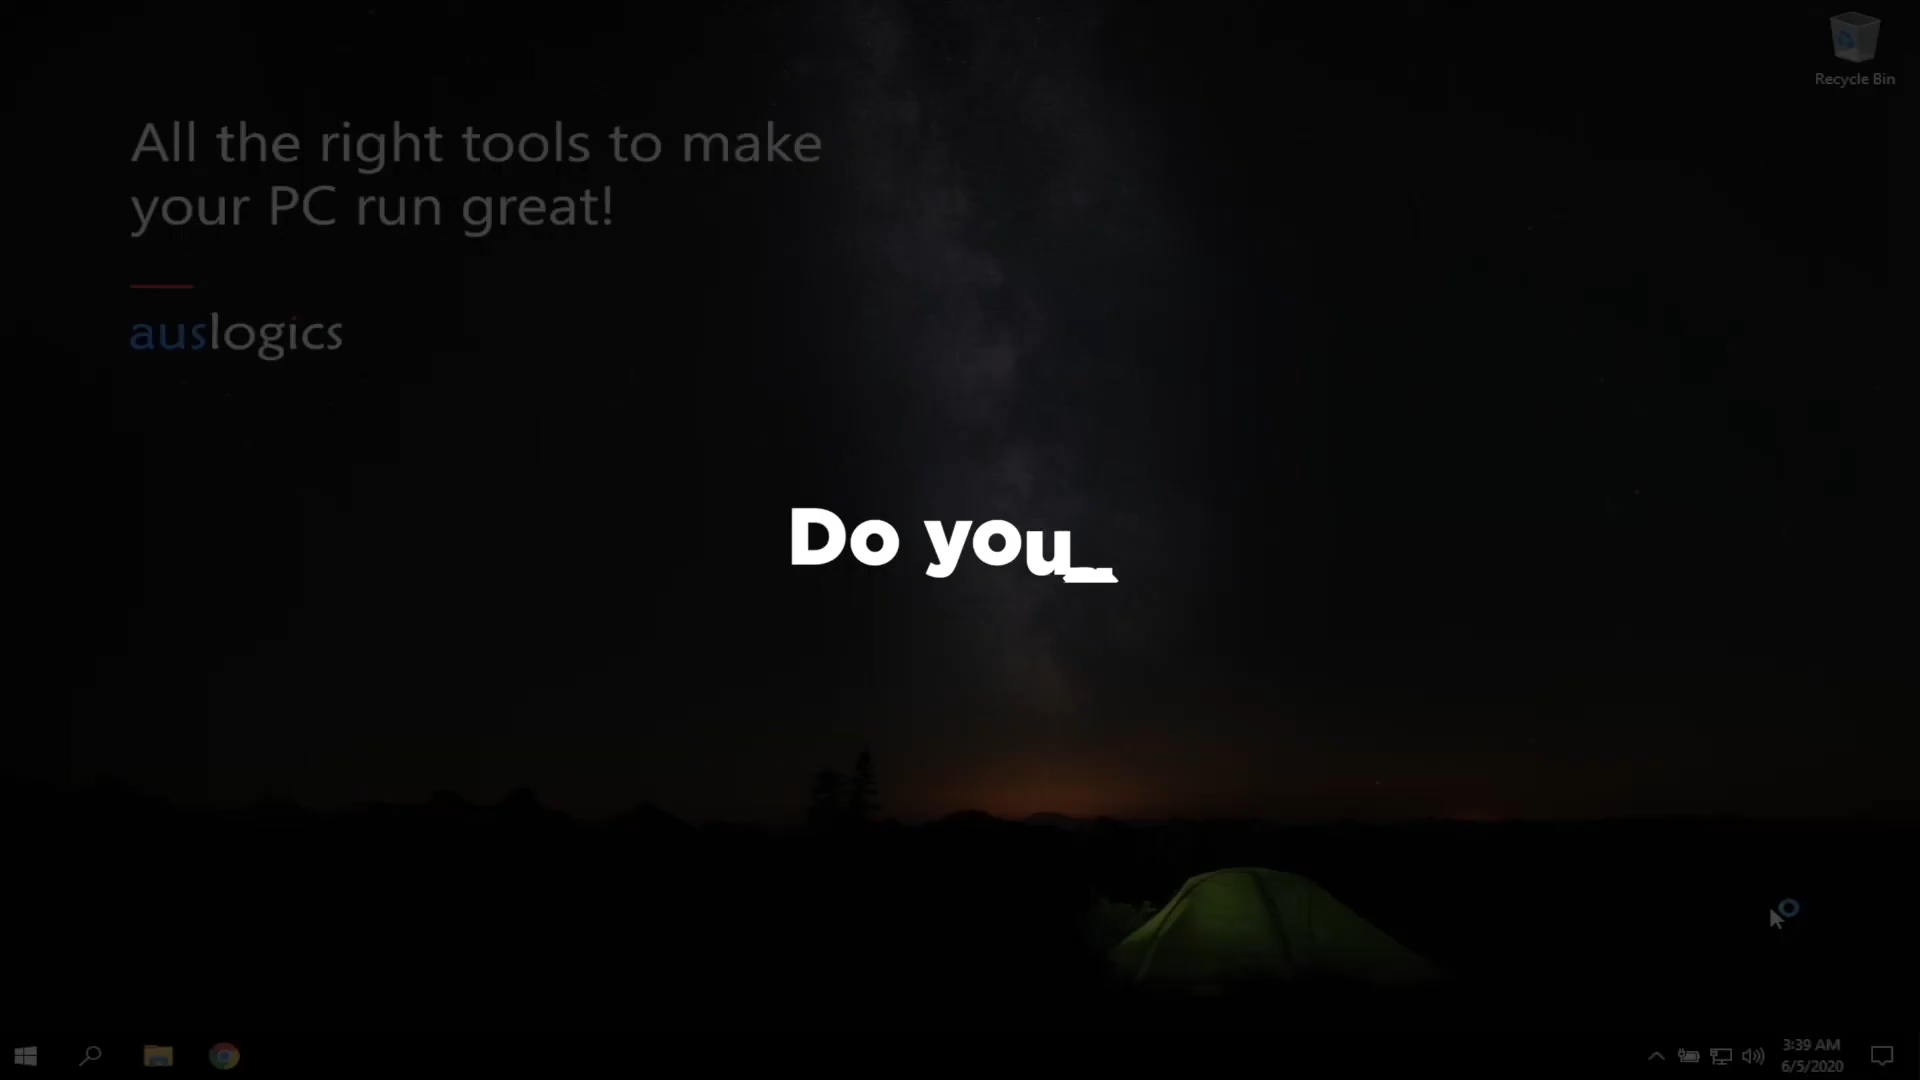 Recycle Bin
All the right tools to make
your PC run great!
auslogics
Do you_
3:39 AM
6/5/2020